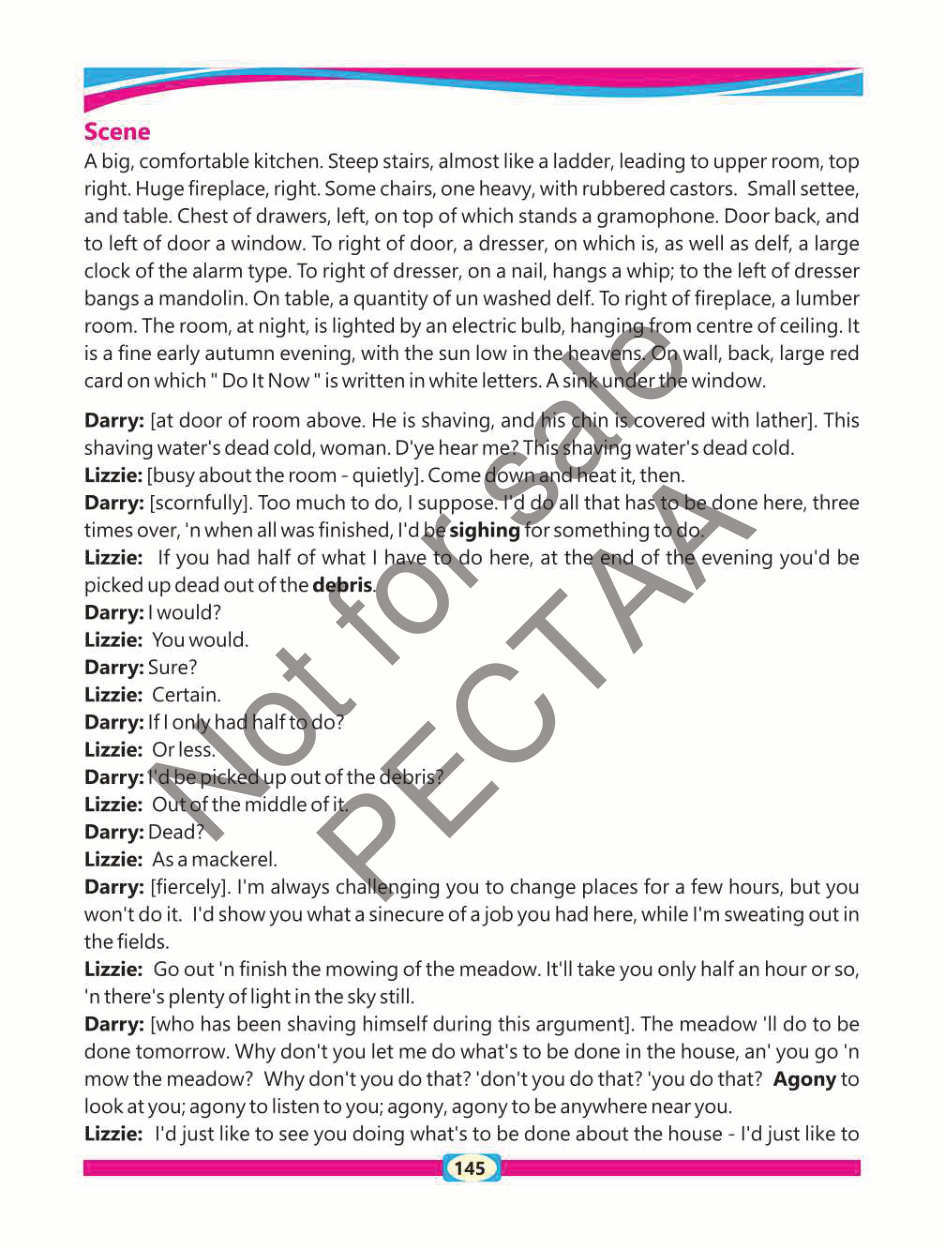 Scene
A big, comfortable kitchen. Steep stairs, almost like a ladder, leading to upper room, top
right. Huge fireplace, right. Some chairs, one heavy, with rubbered castors.  Small settee,
and table. Chest of drawers, left, on top of which stands a gramophone. Door back, and
to left of door a window. To right of door, a dresser, on which is, as well as delf, a large
clock of the alarm type. To right of dresser, on a nail, hangs a whip; to the left of dresser
bangs a mandolin. On table, a quantity of un washed delf. To right of fireplace, a lumber
room. The room, at night, is lighted by an electric bulb, hanging from centre of ceiling. It
is a fine early autumn evening, with the sun low in the heavens. On wall, back, large red
card on which " Do It Now " is written in white letters. A sink under the window.
Darry: [at door of room above. He is shaving, and his chin is covered with lather]. This
shaving water's dead cold, woman. D'ye hear me? This shaving water's dead cold.
Lizzie: [busy about the room - quietly]. Come down and heat it, then.
Darry: [scornfully]. Too much to do, I suppose. I'd do all that has to be done here, three
times over, 'n when all was finished, I'd be sighing for something to do.
Lizzie:  If you had half of what I have to do here, at the end of the evening you'd be
picked up dead out of the debris.
Darry: I would?
Lizzie:  You would.
Darry: Sure?
Lizzie:  Certain.
Darry: If I only had half to do?
Lizzie:  Or less.
Darry: I'd be picked up out of the debris?
Lizzie:  Out of the middle of it.
Darry: Dead?
Lizzie:  As a mackerel.
Darry: [fiercely]. I'm always challenging you to change places for a few hours, but you
won't do it.  I'd show you what a sinecure of a job you had here, while I'm sweating out in
the fields.
Lizzie:  Go out 'n finish the mowing of the meadow. It'll take you only half an hour or so,
'n there's plenty of light in the sky still.
Darry: [who has been shaving himself during this argument]. The meadow 'll do to be
done tomorrow. Why don't you let me do what's to be done in the house, an' you go 'n
mow the meadow?  Why don't you do that? 'don't you do that? 'you do that?  Agony to
look at you; agony to listen to you; agony, agony to be anywhere near you.
Lizzie:  I'd just like to see you doing what's to be done about the house - I'd just like to
145
Not for sale
PECTAA